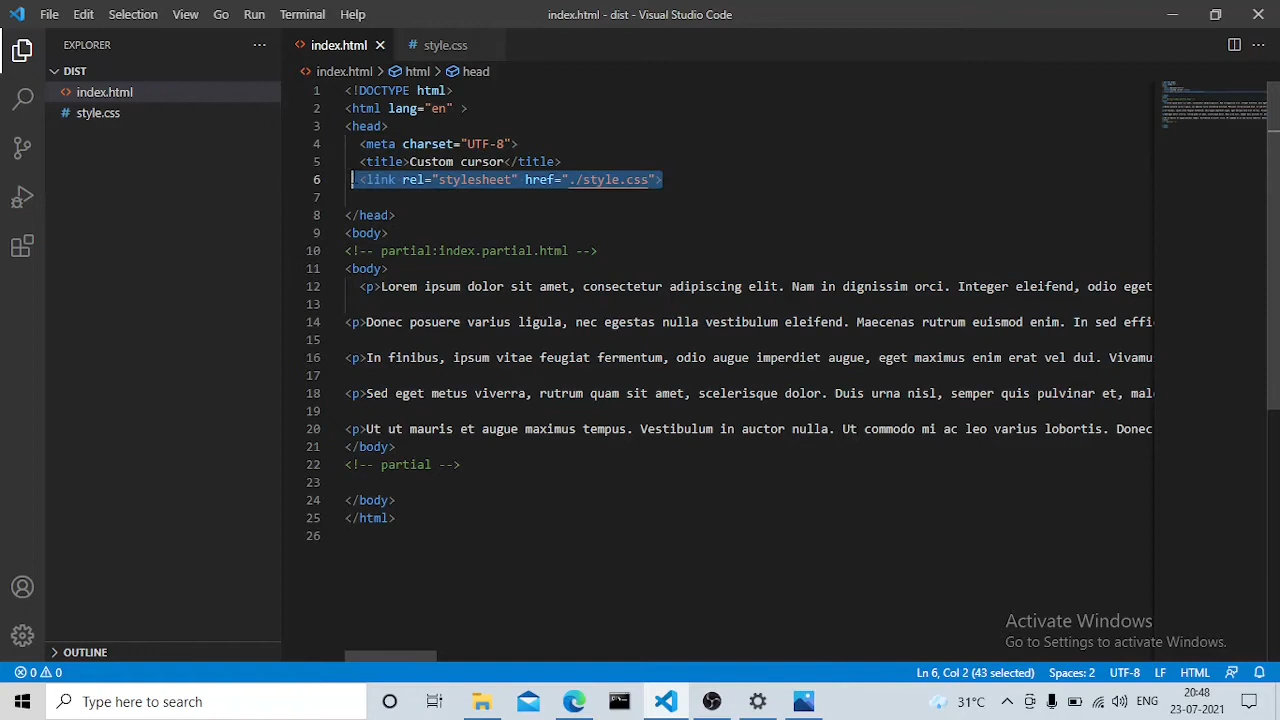 File Edit Selection View Go Run Terminal Help
index.html - dist - Visual Studio Code
EXPLORER
DIST
index.html
style.css
index.html
# style.css
index.html > html > head
1 <!DOCTYPE html>
2 <html lang="en"
3 <head>
4 <meta charset="UTF-8">
5 <title>Custom cursor</title>
6 <link rel="stylesheet" href="./style.css">
7
8 </head>
9 <body>
10 <!-- partial:index.partial.html -->
11 <body>
12 <p>Lorem ipsum dolor sit amet, consectetur adipiscing elit. Nam in dignissim orci. Integer eleifend, odio eget
13
14 <p>Donec posuere varius ligula, nec egestas nulla vestibulum eleifend. Maecenas rutrum euismod enim. In sed effi
15
16 <p>In finibus, ipsum vitae feugiat fermentum, odio augue imperdiet augue, eget maximus enim erat vel dui. Vivamu
17
18 <p>Sed eget metus viverra, rutrum quam sit amet, scelerisque dolor. Duis urna nisl, semper quis pulvinar et, mal
19
20 <p>Ut ut mauris et augue maximus tempus. Vestibulum in auctor nulla. Ut commodo mi ac leo varius lobortis. Donec
21 </body>
22 <!-- partial -->
23
24 </body>
25 </html>
26
Activate Windows
Go to Settings to activate Windows.
OUTLINE
0 0
Ln 6, Col 2 (43 selected) Spaces: 2 UTF-8 LF HTML
Type here to search
31°C
ENG
20:48
23-07-2021